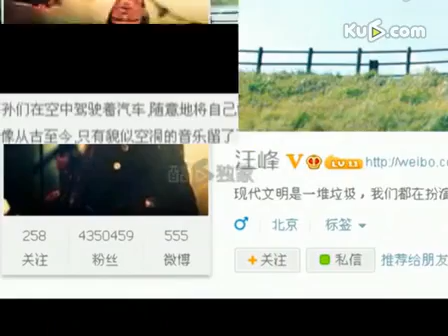 Ku6.com
孙们在空中驾驶着汽车,随意地将自己
像从古至今,只有貌似空洞的音乐留了
独家
汪峰 V LV 13 http://weibo.c
现代文明是一堆垃圾，我们都在扮演
北京 标签
258 4350459 555
关注 粉丝 微博
+关注 私信 推荐给朋友